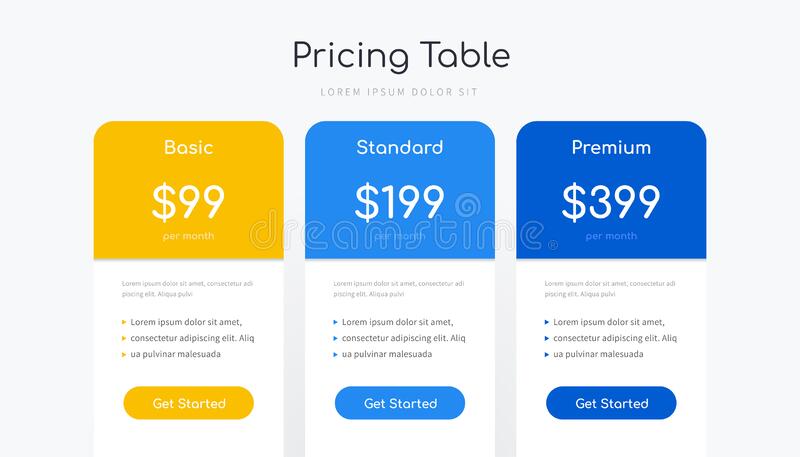 Pricing Table
LOREM IPSUM DOLOR SIT
Basic
$99
per month
Lorem ipsum dolor sit amet, consectetur adi
piscing elit. Aliqua pulvi
Lorem ipsum dolor sit amet,
consectetur adipiscing elit. Aliq
ua pulvinar malesuada
Get Started
Standard
$199
per month
Lorem ipsum dolor sit amet, consectetur adi
piscing elit. Aliqua pulvi
Lorem ipsum dolor sit amet,
consectetur adipiscing elit. Aliq
ua pulvinar malesuada
Get Started
Premium
$399
per month
Lorem ipsum dolor sit amet, consectetur adi
piscing elit. Aliqua pulvi
Lorem ipsum dolor sit amet,
consectetur adipiscing elit. Aliq
ua pulvinar malesuada
Get Started
dreamstime®